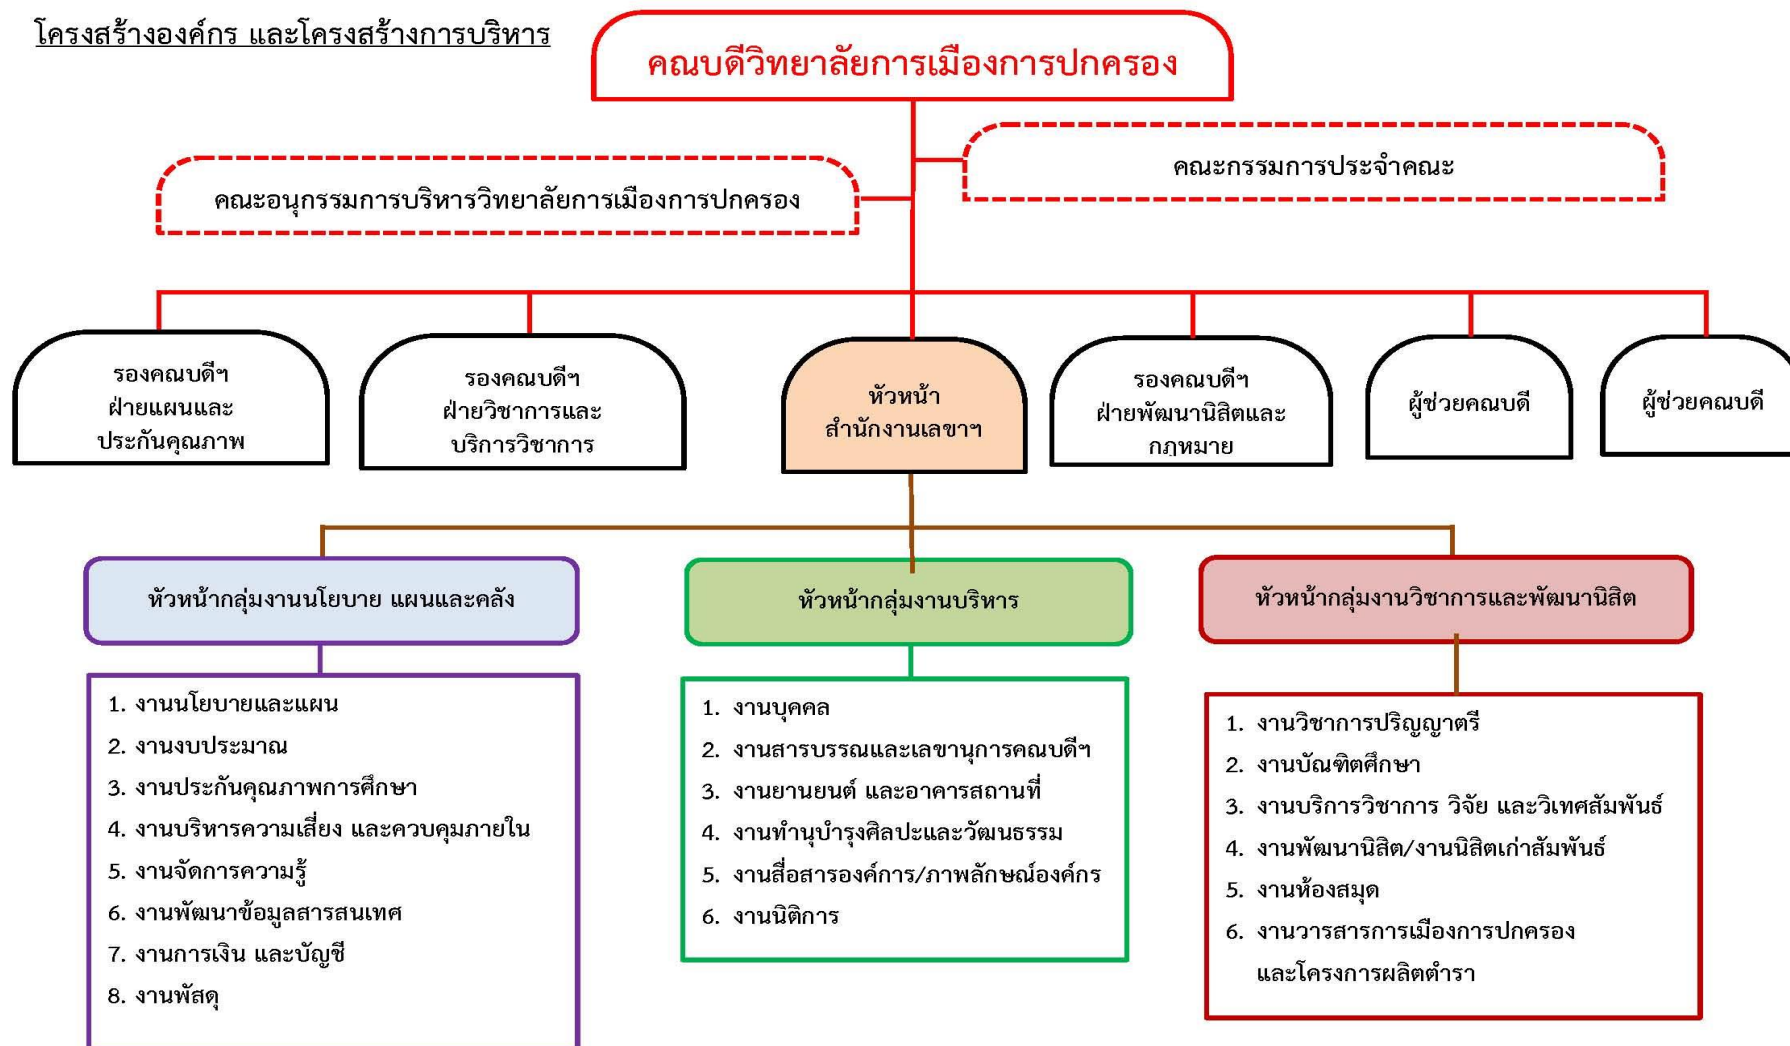 โครงสร้างองค์กร และโครงสร้างการบริหาร
คณบดีวิทยาลัยการเมืองการปกครอง
คณะกรรมการประจำคณะ
คณะอนุกรรมการบริหารวิทยาลัยการเมืองการปกครอง
รองคณบดีฯ
ฝ่ายแผนและ
ประกันคุณภาพ
รองคณบดีฯ
ฝ่ายวิชาการและ
บริการวิชาการ
หัวหน้า
สำนักงานเลขาฯ
รองคณบดีฯ
ฝ่ายพัฒนานิสิตและ
กฎหมาย
ผู้ช่วยคณบดี
ผู้ช่วยคณบดี
หัวหน้ากลุ่มงานนโยบาย แผนและคลัง
1. งานนโยบายและแผน
2. งานงบประมาณ
3. งานประกันคุณภาพการศึกษา
4. งานบริหารความเสี่ยง และควบคุมภายใน
5. งานจัดการความรู้
6. งานพัฒนาข้อมูลสารสนเทศ
7. งานการเงิน และบัญชี
8. งานพัสดุ
หัวหน้ากลุ่มงานบริหาร
1. งานบุคคล
2. งานสารบรรณและเลขานุการคณบดีฯ
3. งานยานยนต์ และอาคารสถานที่
4. งานทำนุบำรุงศิลปะและวัฒนธรรม
5. งานสื่อสารองค์การ/ภาพลักษณ์องค์กร
6. งานนิติการ
หัวหน้ากลุ่มงานวิชาการและพัฒนานิสิต
1. งานวิชาการปริญญาตรี
2. งานบัณฑิตศึกษา
3. งานบริการวิชาการ วิจัย และวิเทศสัมพันธ์
4. งานพัฒนานิสิต/งานนิสิตเก่าสัมพันธ์
5. งานห้องสมุด
6. งานวารสารการเมืองการปกครอง
และโครงการผลิตตำรา